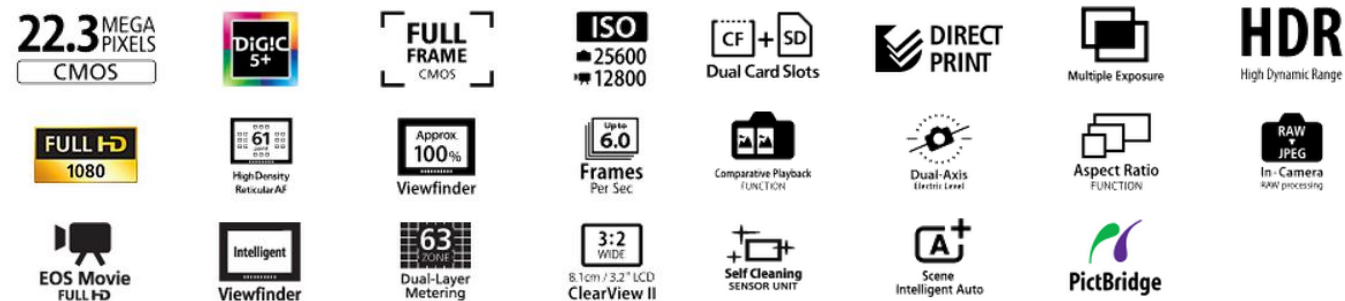 22.3 MEGA PIXELS
CMOS
DiG!C
5+
FULL
FRAME
CMOS
ISO
25600
12800
CF + SD
Dual Card Slots
DIRECT
PRINT
Multiple Exposure
HDR
High Dynamic Range
FULL HD
1080
61
POINT
High Density
Reticular AF
Approx.
100%
Viewfinder
Up to
6.0
Frames
Per Sec
Comparative Playback
FUNCTION
Dual-Axis
Electric Level
Aspect Ratio
FUNCTION
RAW
JPEG
In-Camera
RAW processing
EOS Movie
FULL HD
Intelligent
Viewfinder
63
ZONE
Dual-Layer
Metering
3:2
WIDE
8.1cm / 3.2" LCD
ClearView II
Self Cleaning
SENSOR UNIT
A+
Scene
Intelligent Auto
PictBridge